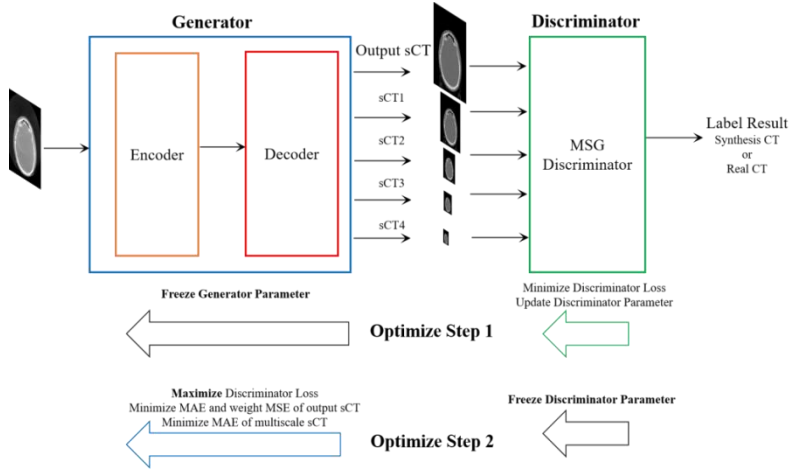 Generator
Discriminator
Output sCT
sCT1
sCT2
sCT3
sCT4
Encoder
Decoder
MSG
Discriminator
Label Result
Synthesis CT
or
Real CT
Freeze Generator Parameter
Minimize Discriminator Loss
Update Discriminator Parameter
Optimize Step 1
Maximize Discriminator Loss
Minimize MAE and weight MSE of output sCT
Minimize MAE of multiscale sCT
Freeze Discriminator Parameter
Optimize Step 2